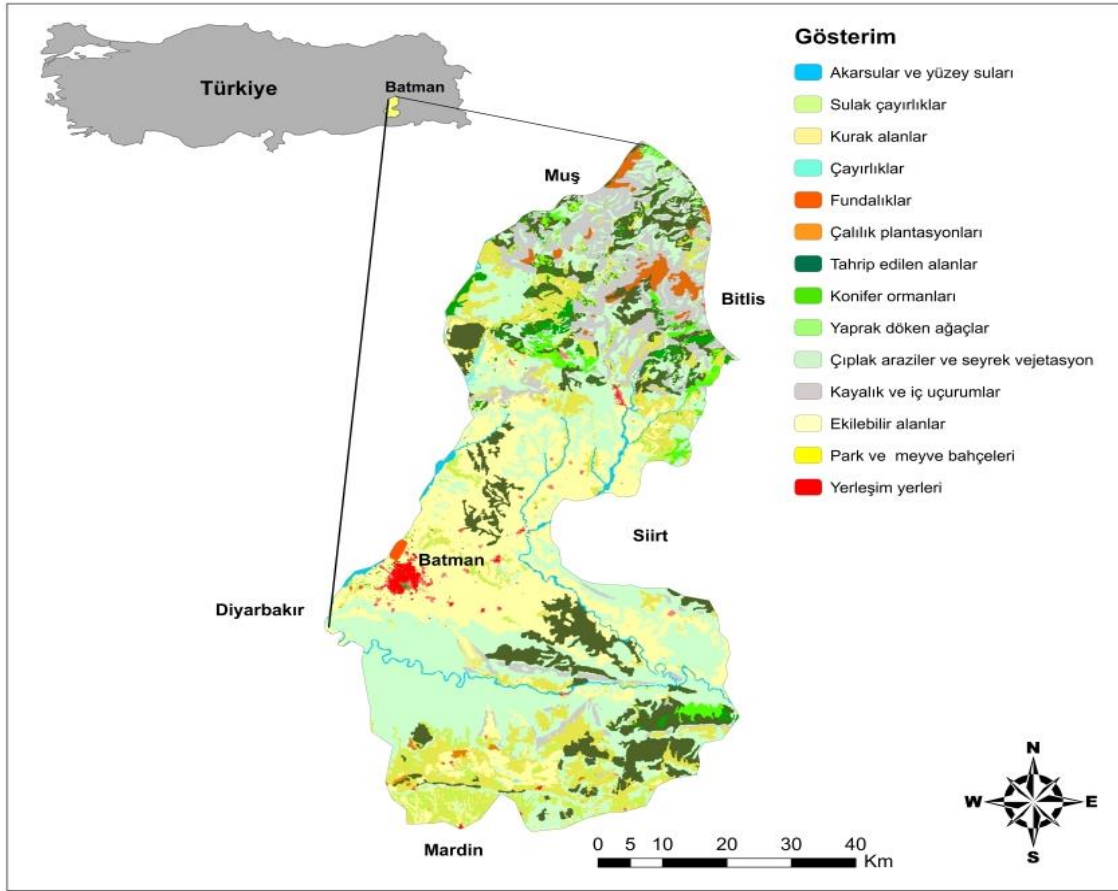 Türkiye
Batman
Gösterim
Akarsular ve yüzey suları
Sulak çayırlıklar
Kurak alanlar
Çayırlıklar
Fundalıklar
Çalılık plantasyonları
Tahrip edilen alanlar
Konifer ormanları
Yaprak döken ağaçlar
Çıplak araziler ve seyrek vejetasyon
Kayalık ve iç uçurumlar
Ekilebilir alanlar
Park ve meyve bahçeleri
Yerleşim yerleri
Muş
Bitlis
Siirt
Batman
Diyarbakır
Mardin
N
W E
S
0 10 20 30 40
Km